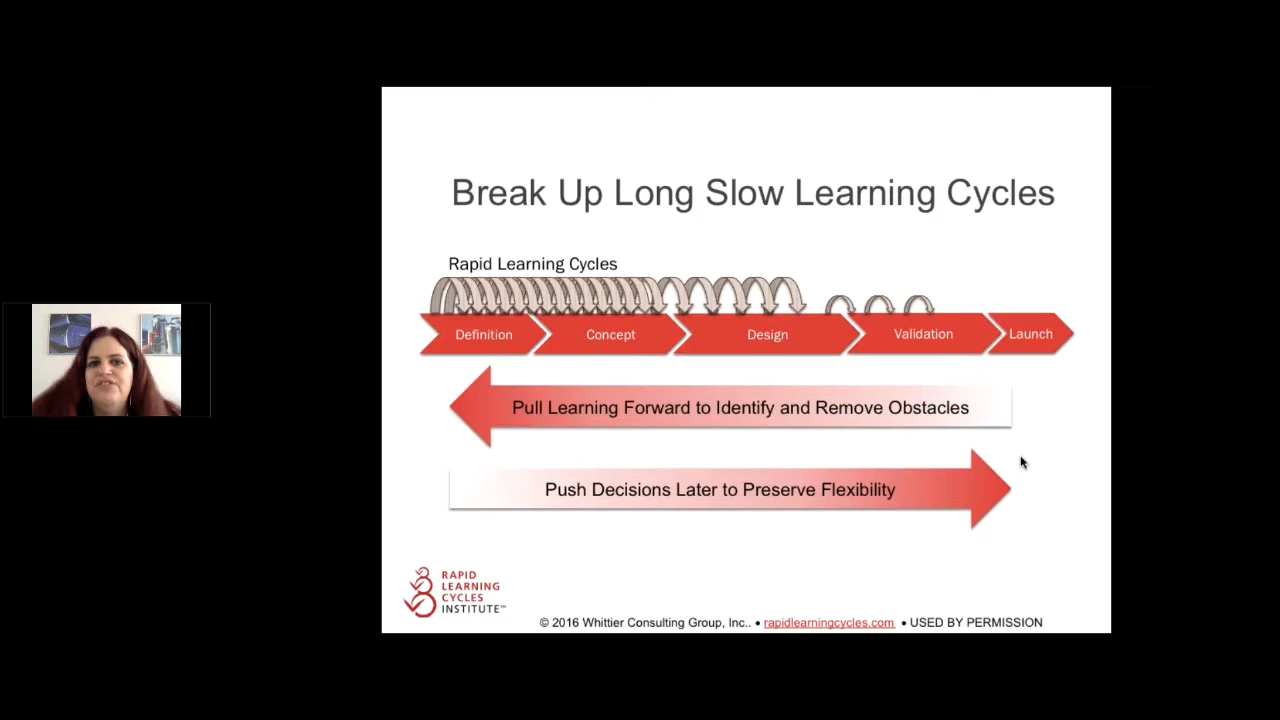 Break Up Long Slow Learning Cycles
Rapid Learning Cycles
Definition
Concept
Design
Validation
Launch
Pull Learning Forward to Identify and Remove Obstacles
Push Decisions Later to Preserve Flexibility
RAPID
LEARNING
CYCLES
INSTITUTE™
© 2016 Whittier Consulting Group, Inc.. • rapidlearningcycles.com • USED BY PERMISSION